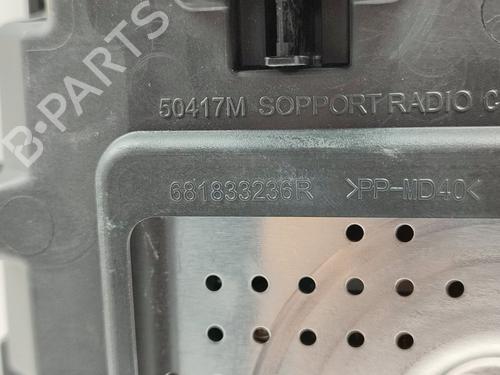 B-PARTS
50417M SOPPORT RADIO C
681833236R >PP-MD40<